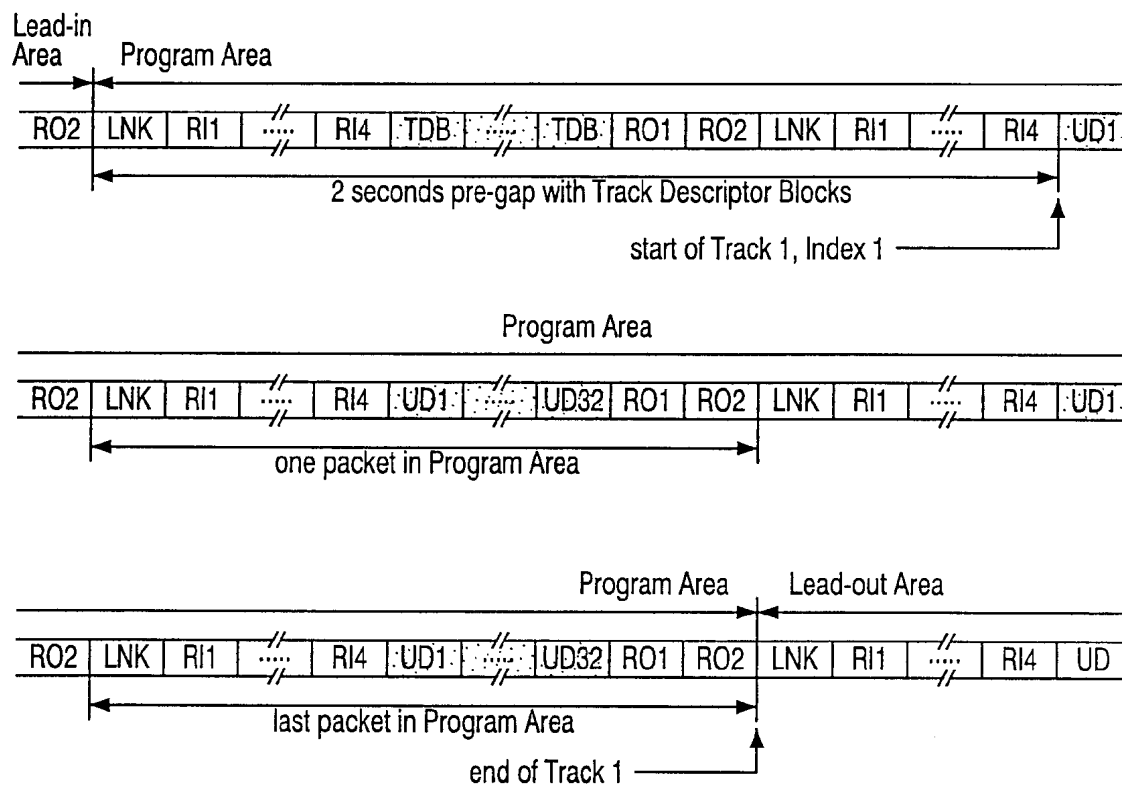 Lead-in
Area
Program Area
RO2 LNK RI1 ..... RI4 TDB ..... TDB RO1 RO2 LNK RI1 ..... RI4 UD1
2 seconds pre-gap with Track Descriptor Blocks
start of Track 1, Index 1
Program Area
RO2 LNK RI1 ..... RI4 UD1 ..... UD32 RO1 RO2 LNK RI1 ..... RI4 UD1
one packet in Program Area
Program Area Lead-out Area
RO2 LNK RI1 ..... RI4 UD1 ..... UD32 RO1 RO2 LNK RI1 ..... RI4 UD
last packet in Program Area
end of Track 1